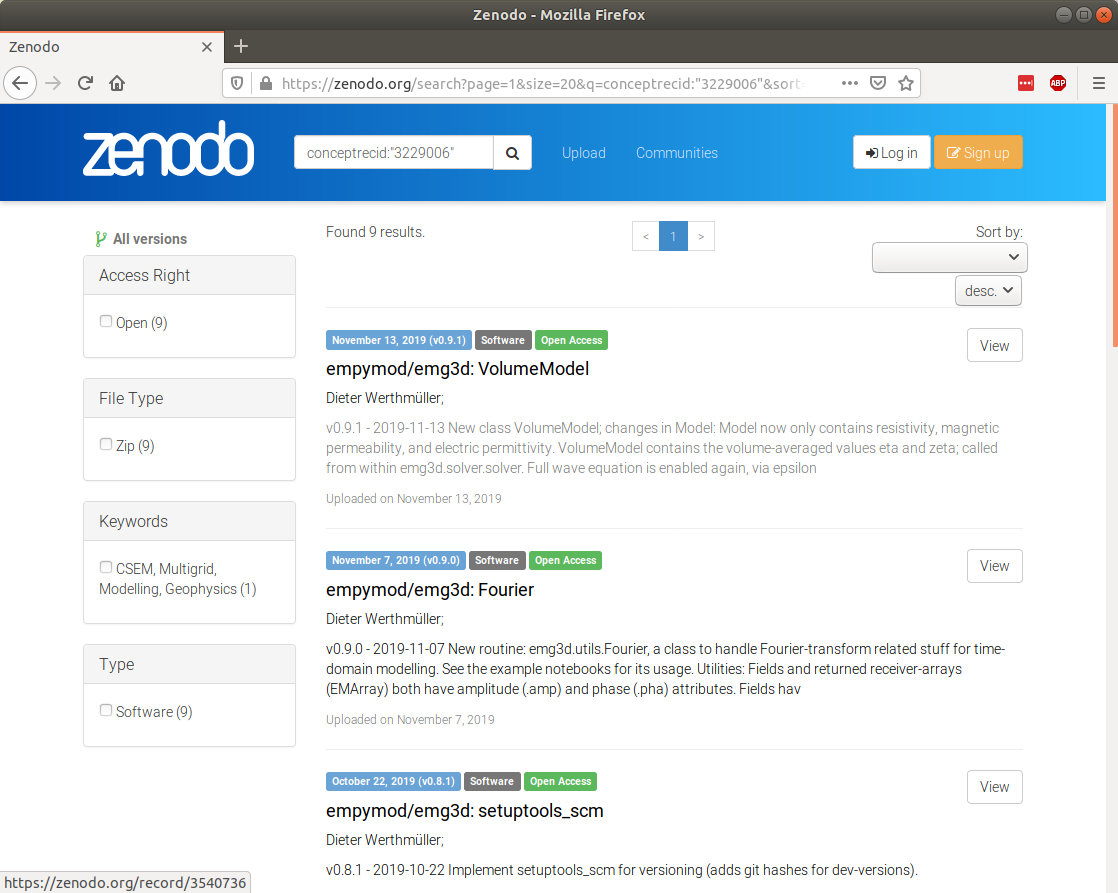 Zenodo - Mozilla Firefox
Zenodo
https://zenodo.org/search?page=1&size=20&q=conceptrecid:"3229006"&sort=
ABP
zenodo
conceptrecid:"3229006"
Upload
Communities
Log in
Sign up
All versions
Access Right
Open (9)
File Type
Zip (9)
Keywords
CSEM, Multigrid,
Modelling, Geophysics (1)
Type
Software (9)
Found 9 results.
< 1 >
Sort by:
desc.
November 13, 2019 (v0.9.1) Software Open Access
View
empymod/emg3d: VolumeModel
Dieter Werthmüller;
v0.9.1 - 2019-11-13 New class VolumeModel; changes in Model: Model now only contains resistivity, magnetic
permeability, and electric permittivity. VolumeModel contains the volume-averaged values eta and zeta; called
from within emg3d.solver.solver. Full wave equation is enabled again, via epsilon
Uploaded on November 13, 2019
November 7, 2019 (v0.9.0) Software Open Access
View
empymod/emg3d: Fourier
Dieter Werthmüller;
v0.9.0 - 2019-11-07 New routine: emg3d.utils.Fourier, a class to handle Fourier-transform related stuff for time-
domain modelling. See the example notebooks for its usage. Utilities: Fields and returned receiver-arrays
(EMArray) both have amplitude (.amp) and phase (.pha) attributes. Fields hav
Uploaded on November 7, 2019
October 22, 2019 (v0.8.1) Software Open Access
View
empymod/emg3d: setuptools_scm
Dieter Werthmüller;
v0.8.1 - 2019-10-22 Implement setuptools_scm for versioning (adds git hashes for dev-versions).
https://zenodo.org/record/3540736